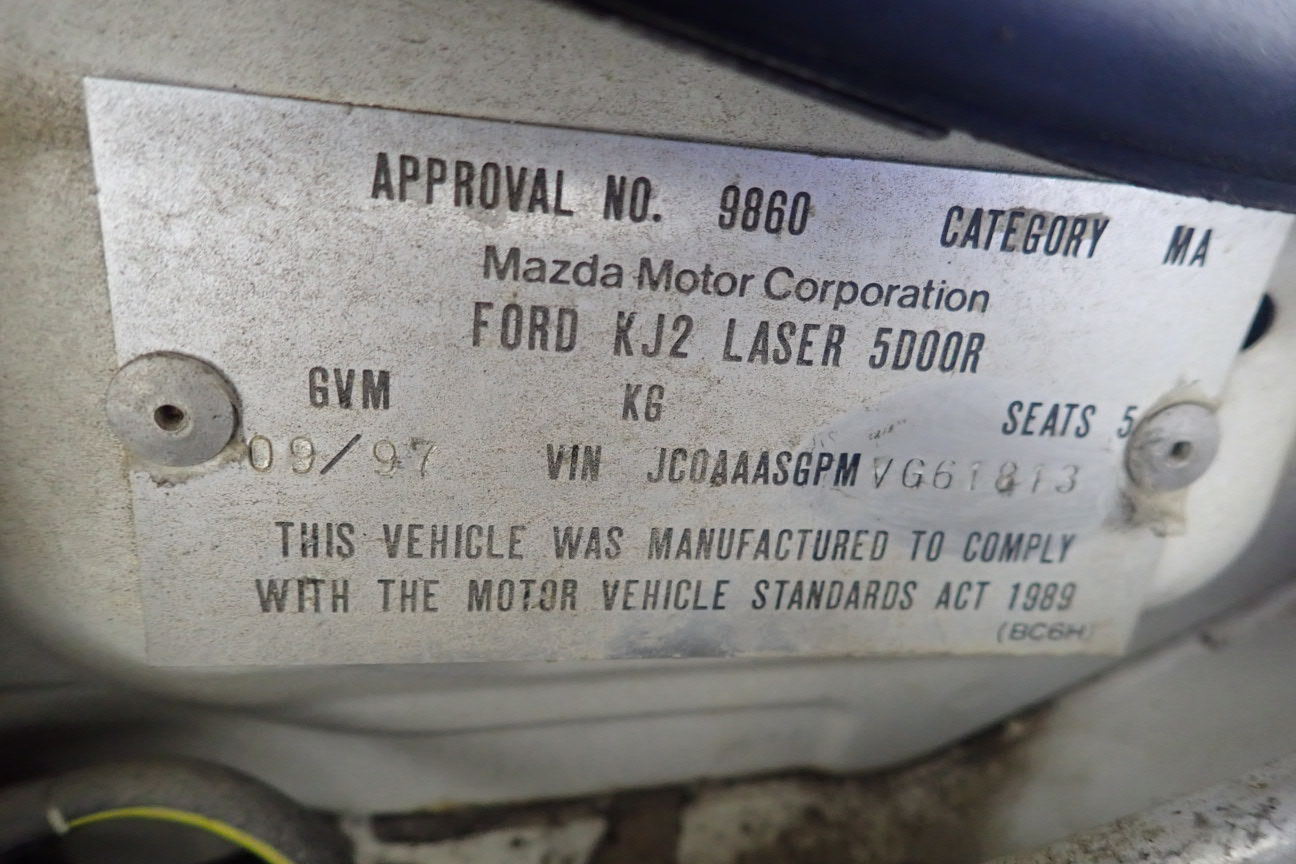 APPROVAL NO. 9860 CATEGORY MA
Mazda Motor Corporation
FORD KJ2 LASER 5DOOR
GVM KG SEATS 5
09/97 VIN JC0AAASGPMVG61813
THIS VEHICLE WAS MANUFACTURED TO COMPLY
WITH THE MOTOR VEHICLE STANDARDS ACT 1989
(BC6H)